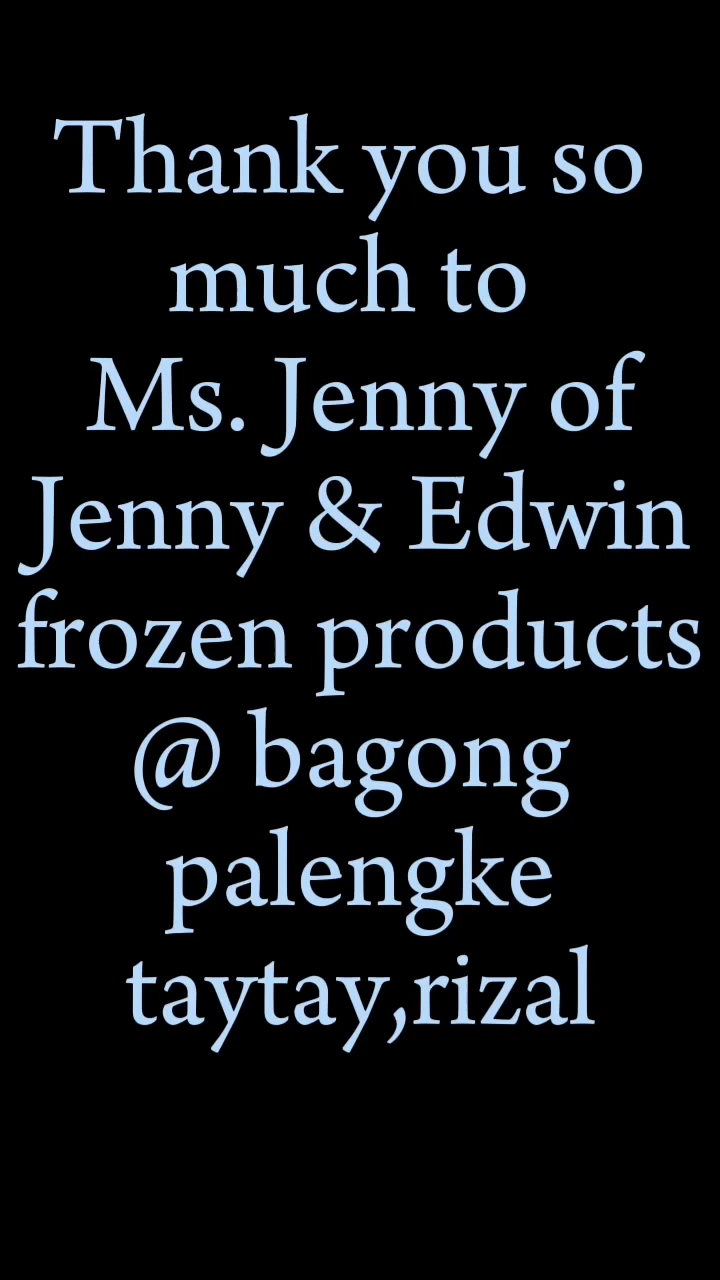 Thank you so
much to
Ms. Jenny of
Jenny & Edwin
frozen products
@ bagong
palengke
taytay,rizal